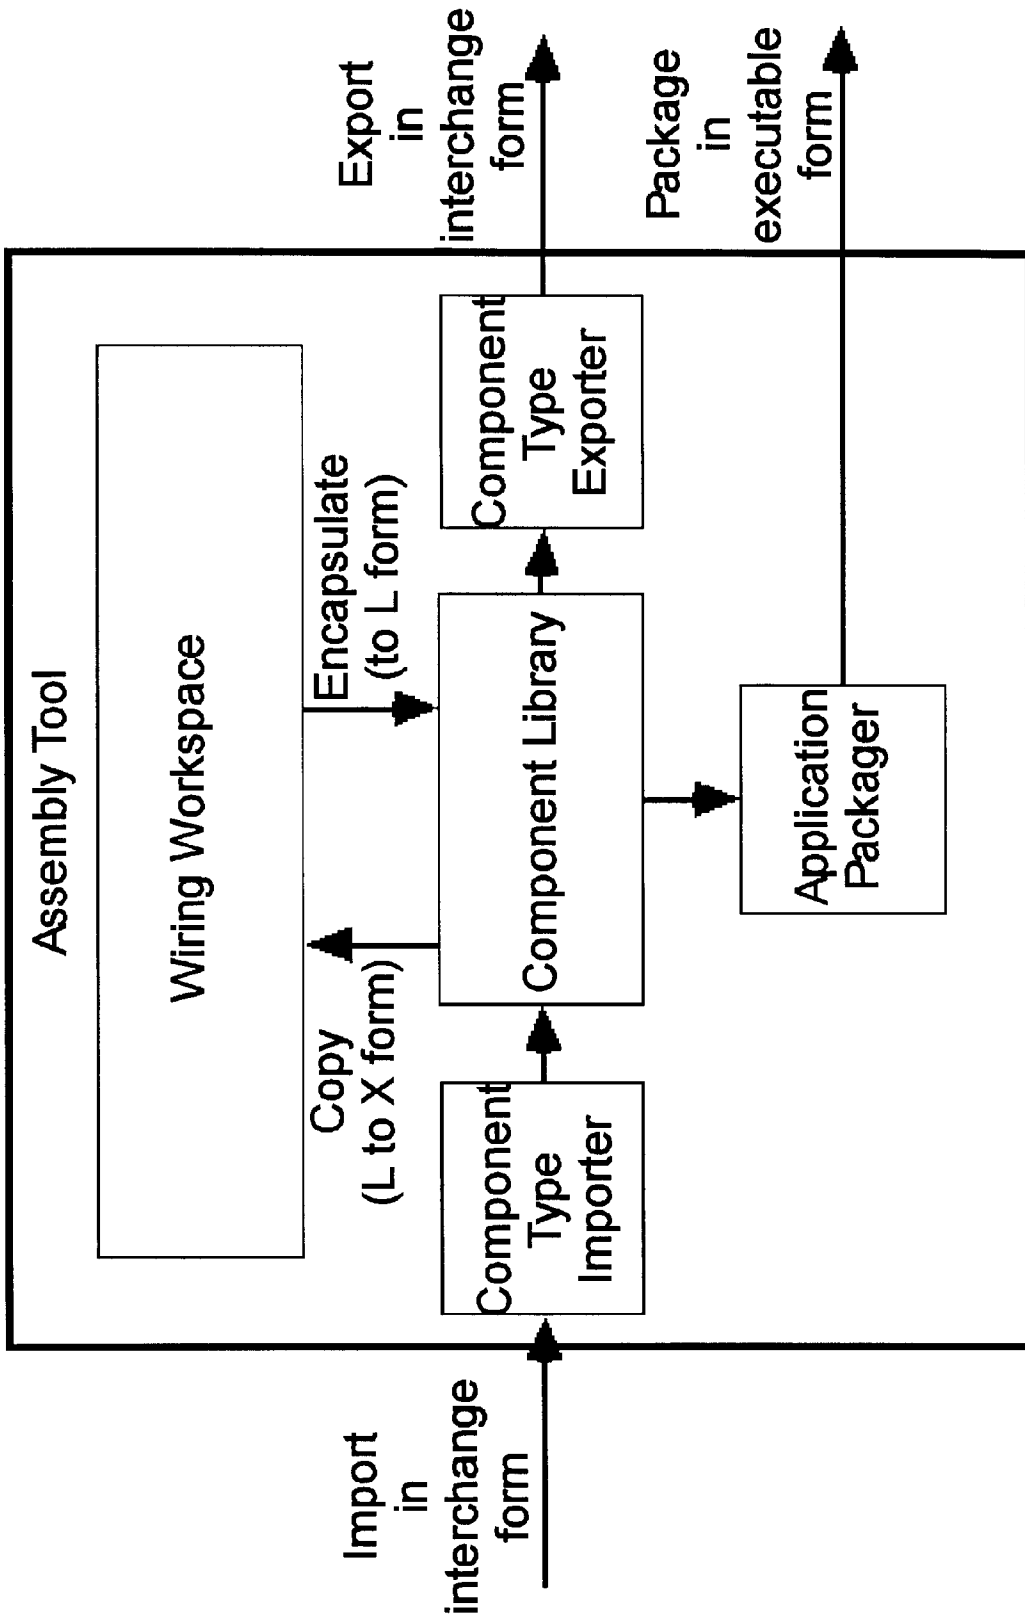 Assembly Tool
Wiring Workspace
Copy
(L to X form)
Encapsulate
(to L form)
Import
in
interchange
form
Component
Type
Importer
Component Library
Component
Type
Exporter
Export
in
interchange
form
Application
Packager
Package
in
executable
form